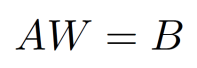 AW = B